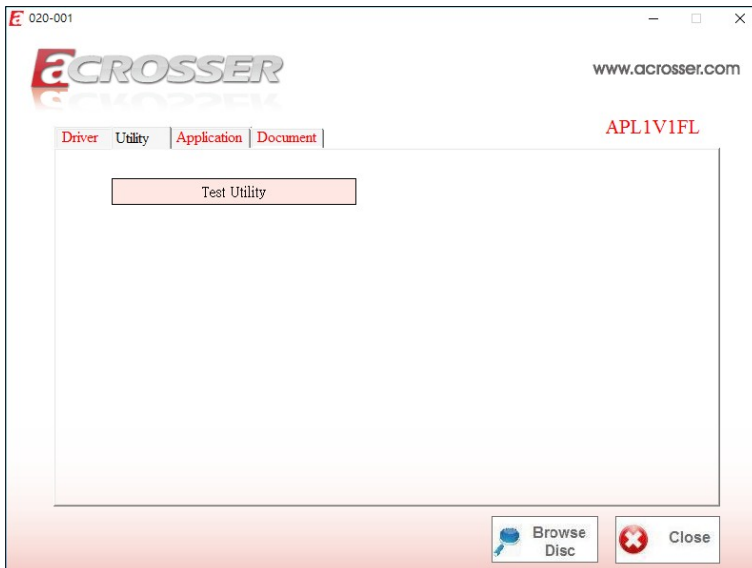 020-001
acrosser
www.acrosser.com
APL1V1FL
Driver Utility Application Document
Test Utility
Browse Disc
Close